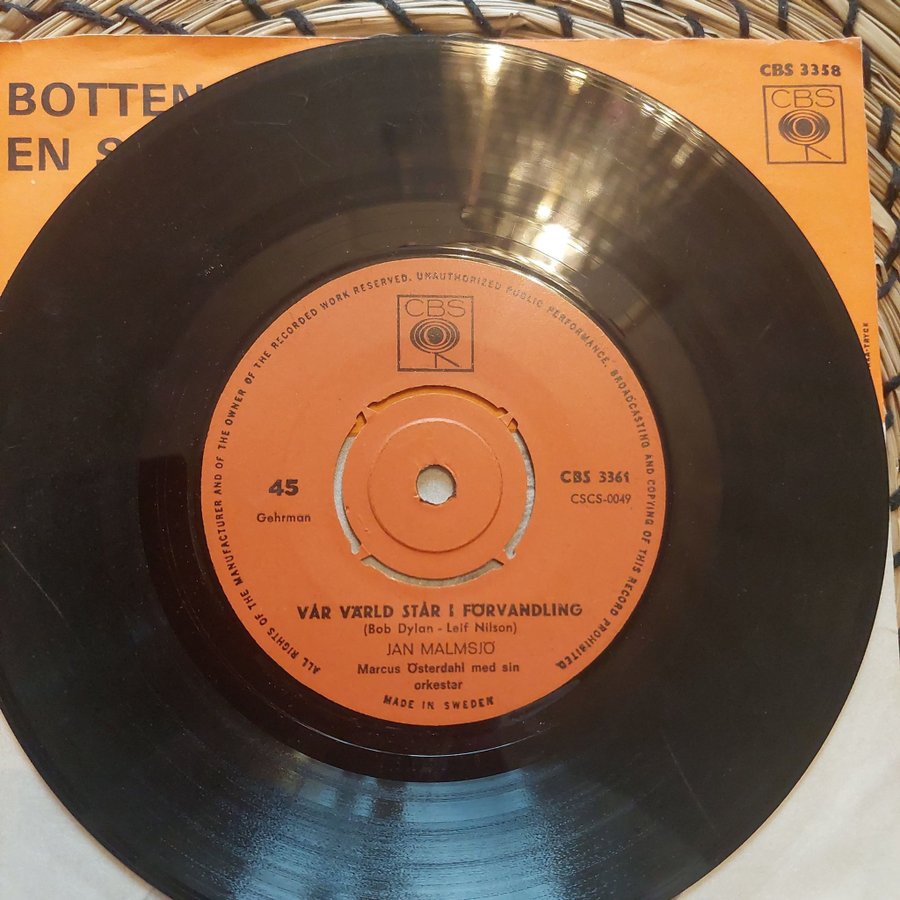 BOTTEN
EN S
CBS 3358
CBS
ALL RIGHTS OF THE MANUFACTURER AND OF THE OWNER OF THE RECORDED WORK RESERVED. UNAUTHORIZED PUBLIC PERFORMANCE, BROADCASTING AND COPYING OF THIS RECORD PROHIBITED
CBS
45
Gehrman
CBS 3361
CSCS-0049
VÅR VÄRLD STÅR I FÖRVANDLING
(Bob Dylan - Leif Nilson)
JAN MALMSJÖ
Marcus Österdahl med sin
orkester
MADE IN SWEDEN